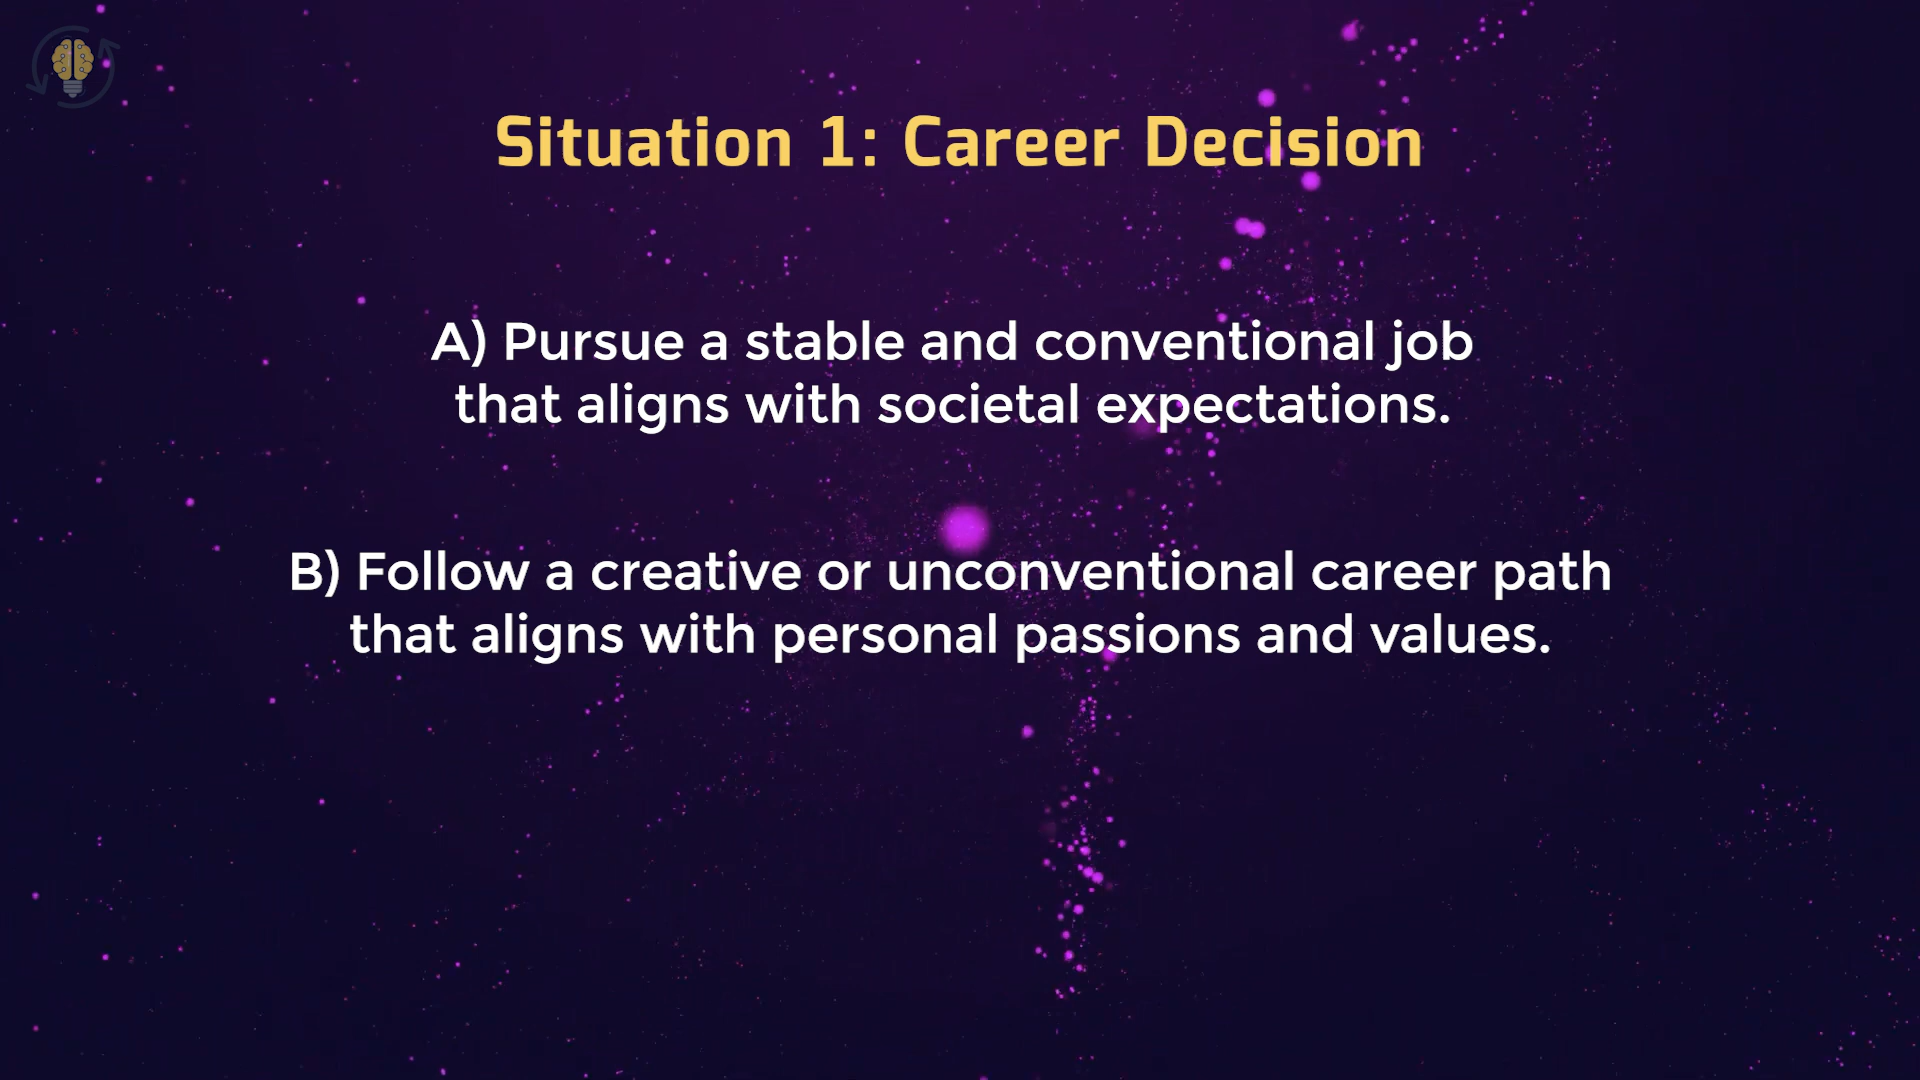 Situation 1: Career Decision
A) Pursue a stable and conventional job
that aligns with societal expectations.
B) Follow a creative or unconventional career path
that aligns with personal passions and values.